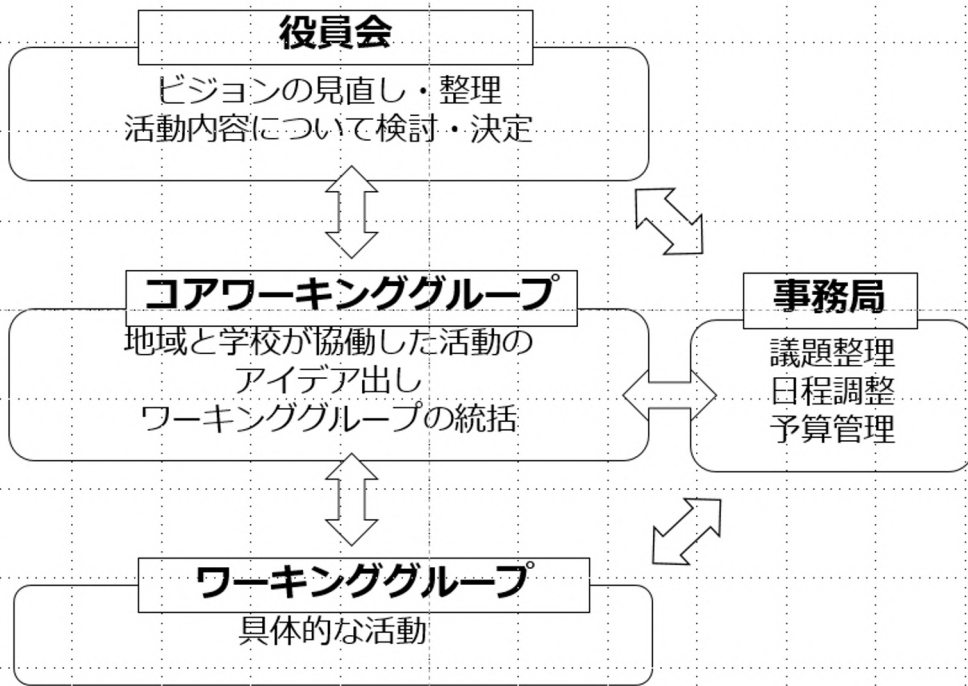 役員会
ビジョンの見直し・整理
活動内容について検討・決定
コアワーキンググループ
地域と学校が協働した活動の
アイデア出し
ワーキンググループの統括
事務局
議題整理
日程調整
予算管理
ワーキンググループ
具体的な活動